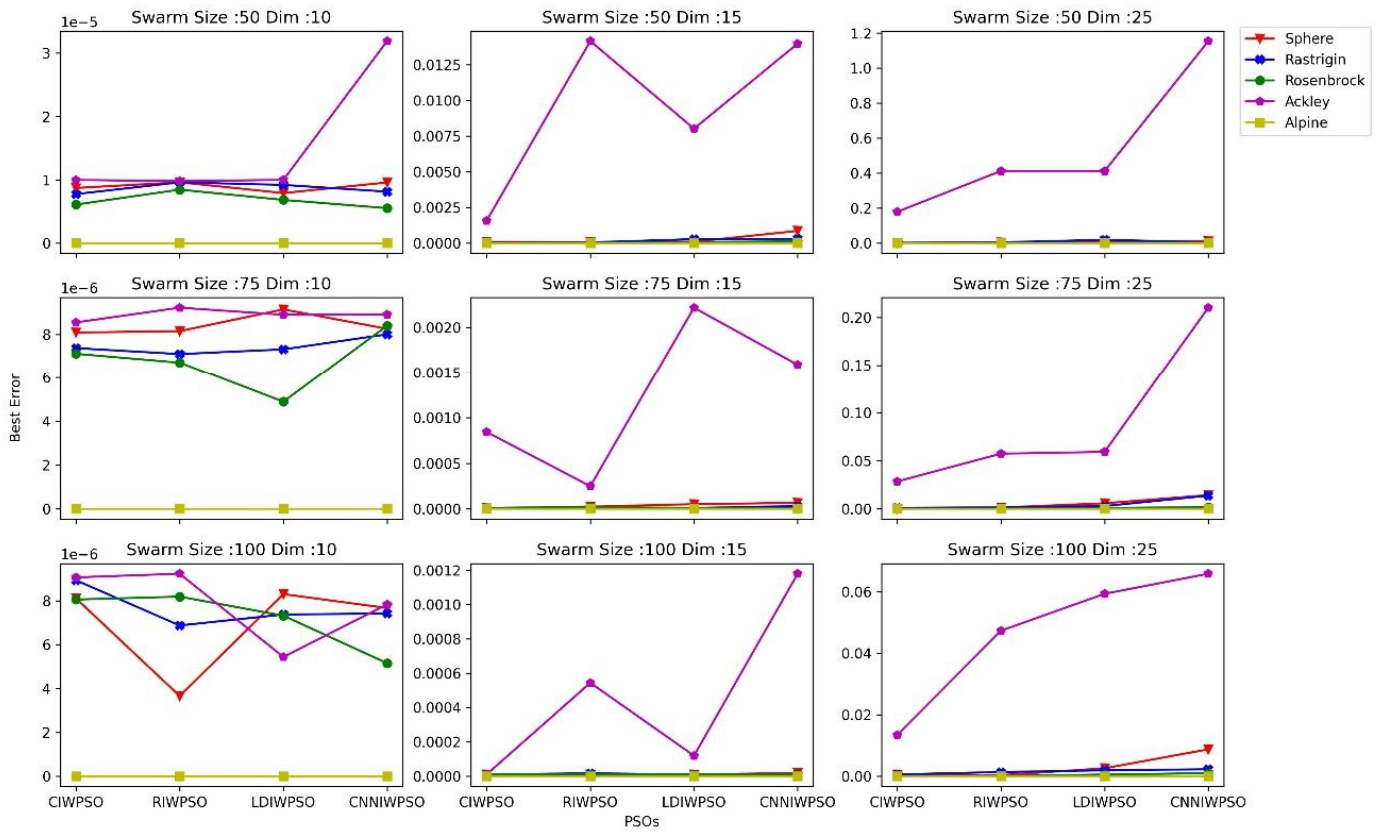 Swarm Size :50 Dim :10
Swarm Size :50 Dim :15
Swarm Size :50 Dim :25
1e−5
3
2
1
0
0.0125
0.0100
0.0075
0.0050
0.0025
0.0000
1.2
1.0
0.8
0.6
0.4
0.2
0.0
Sphere
Rastrigin
Rosenbrock
Ackley
Alpine
Swarm Size :75 Dim :10
Swarm Size :75 Dim :15
Swarm Size :75 Dim :25
1e−6
8
6
4
2
0
0.0020
0.0015
0.0010
0.0005
0.0000
0.20
0.15
0.10
0.05
0.00
Best Error
Swarm Size :100 Dim :10
Swarm Size :100 Dim :15
Swarm Size :100 Dim :25
1e−6
8
6
4
2
0
0.0012
0.0010
0.0008
0.0006
0.0004
0.0002
0.0000
0.06
0.04
0.02
0.00
CIWPSO RIWPSO LDIWPSO CNNIWPSO
CIWPSO RIWPSO LDIWPSO CNNIWPSO
CIWPSO RIWPSO LDIWPSO CNNIWPSO
PSOs